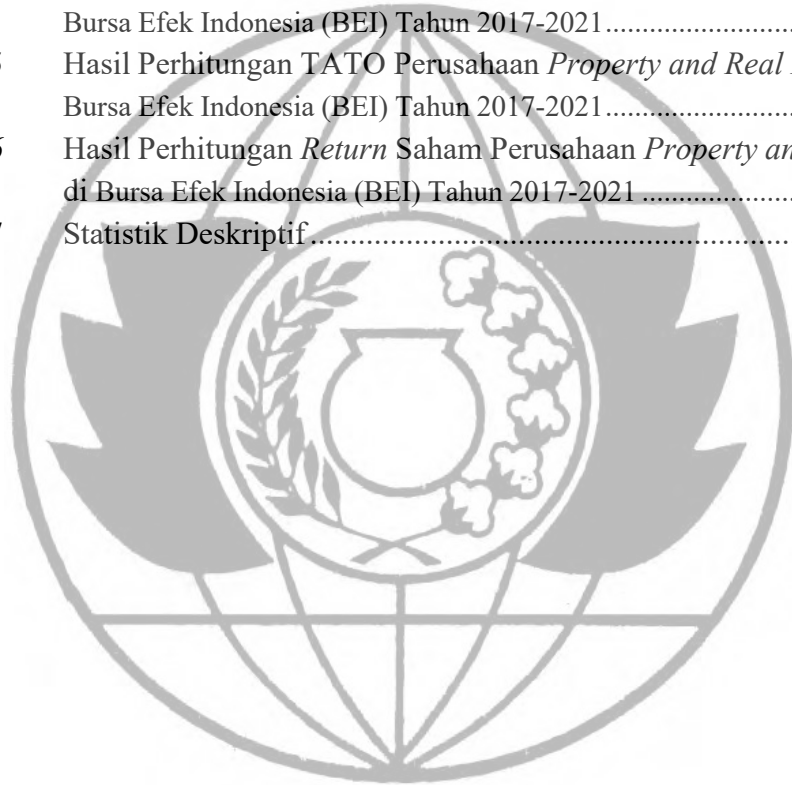 Bursa Efek Indonesia (BEI) Tahun 2017-2021..............................
Hasil Perhitungan TATO Perusahaan Property and Real
Bursa Efek Indonesia (BEI) Tahun 2017-2021..............................
6 Hasil Perhitungan Return Saham Perusahaan Property an
di Bursa Efek Indonesia (BEI) Tahun 2017-2021 ........................
Statistik Deskriptif..............................................................................